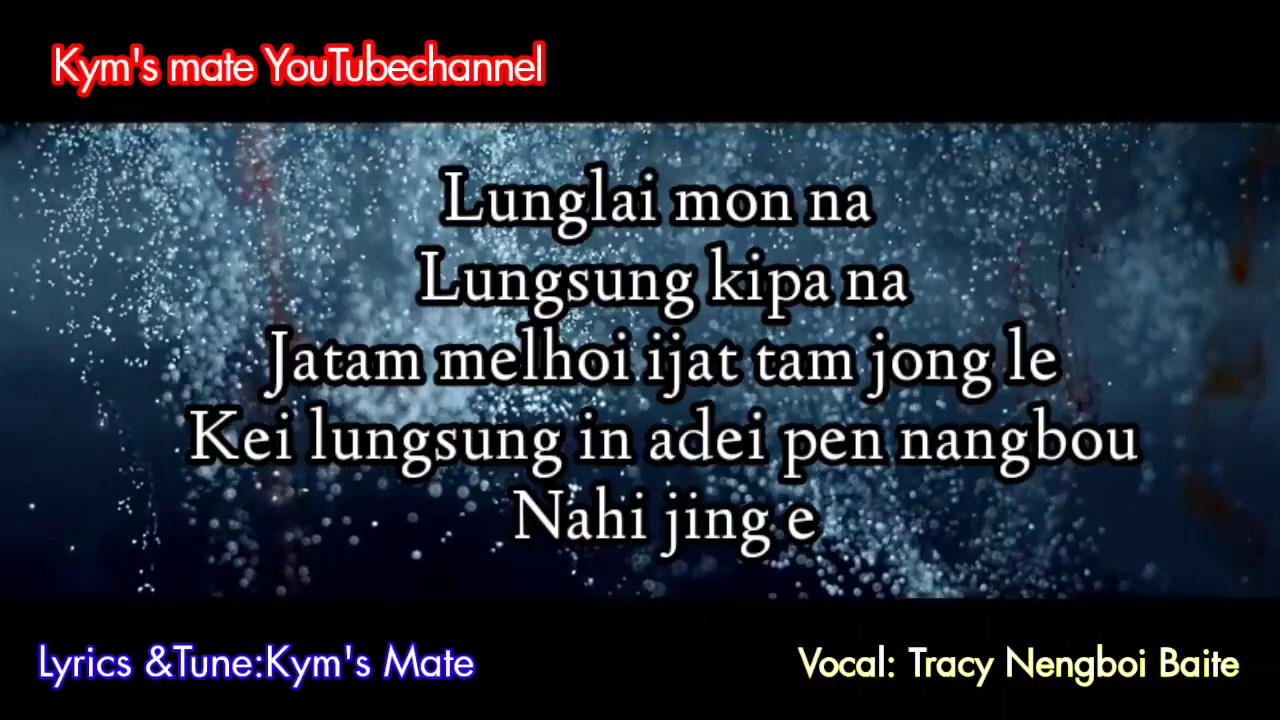 Kym's mate YouTubechannel
Lunglai mon na
Lungsung kipa na
Jatam melhoi ijat tam jong le
Kei lungsung in adei pen nangbou
Nahi jing e
Lyrics &Tune:Kym's Mate
Vocal: Tracy Nengboi Baite